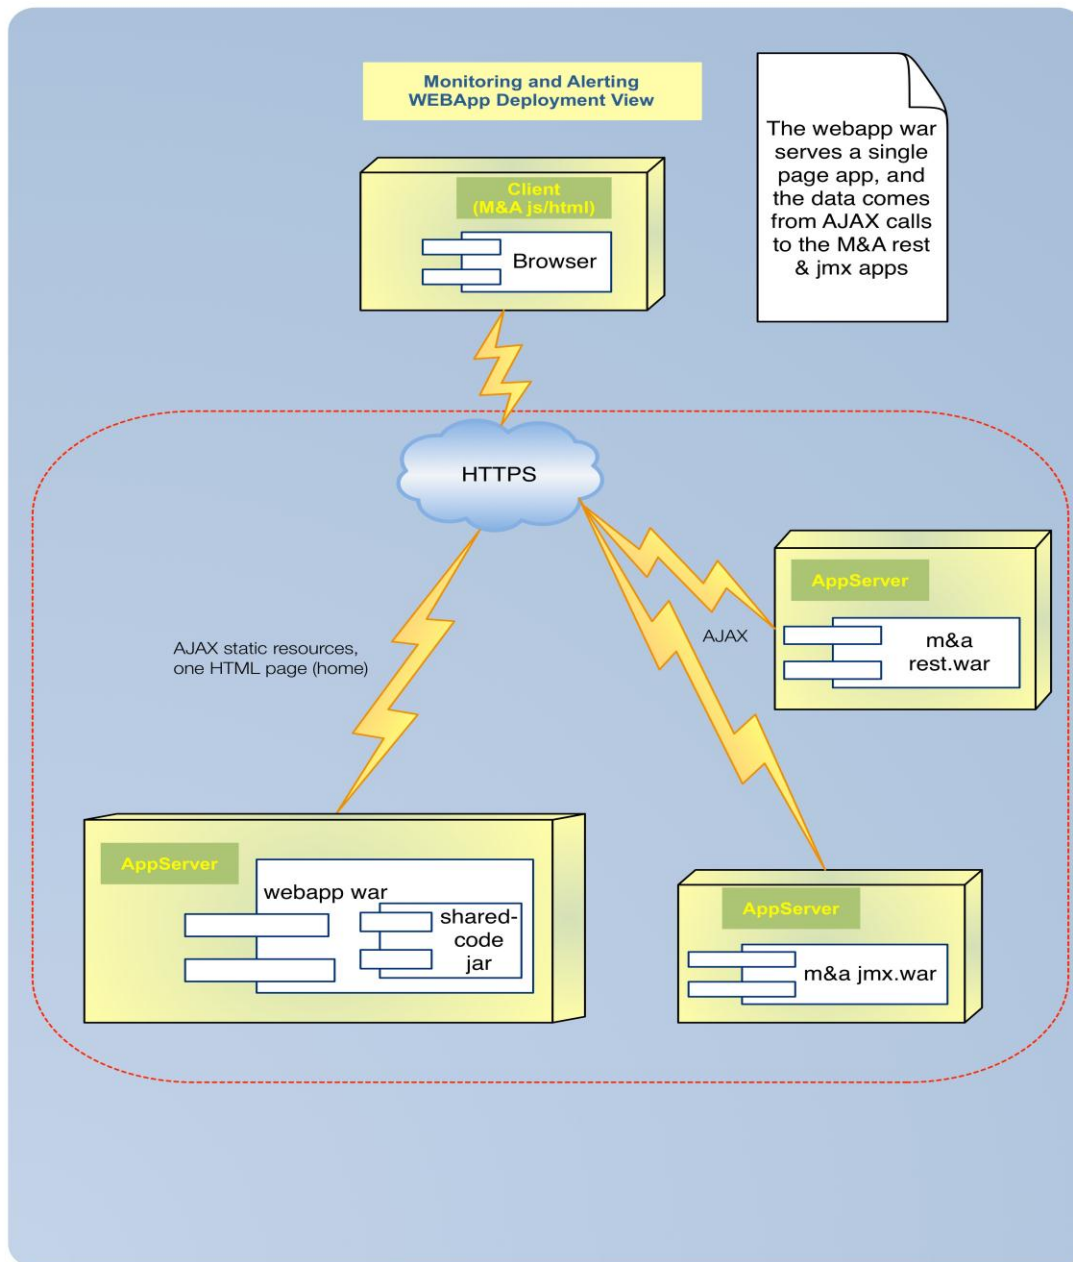 Monitoring and Alerting
WEBApp Deployment View
The webapp war
serves a single
page app, and
the data comes
from AJAX calls
to the M&A rest
& jmx apps
Client
(M&A js/html)
Browser
HTTPS
AppServer
m&a
rest.war
AJAX
AJAX static resources,
one HTML page (home)
AppServer
webapp war
shared-
code
jar
AppServer
m&a jmx.war